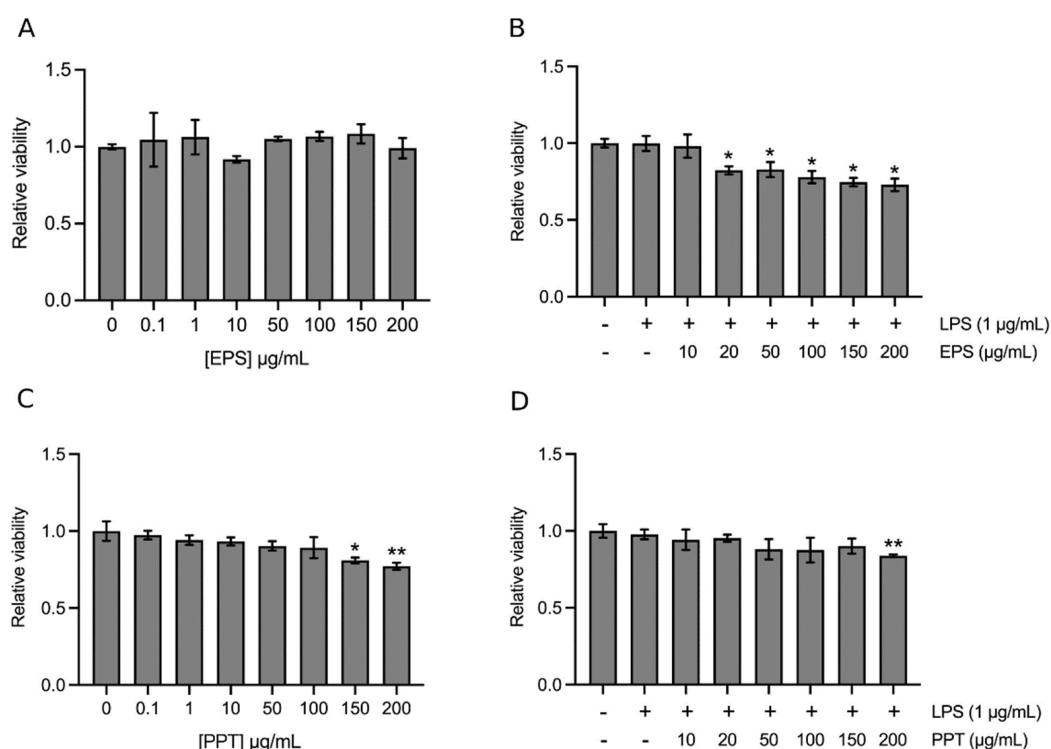 A
1.5
1.0
0.5
0.0
Relative viability
0 0.1 1 10 50 100 150 200
[EPS] µg/mL
B
1.5
1.0
0.5
0.0
Relative viability
* * * * *
- + + + + + + + LPS (1 µg/mL)
- - 10 20 50 100 150 200 EPS (µg/mL)
C
1.5
1.0
0.5
0.0
Relative viability
* **
0 0.1 1 10 50 100 150 200
[PPT] µg/mL
D
1.5
1.0
0.5
0.0
Relative viability
**
- + + + + + + + LPS (1 µg/mL)
- - 10 20 50 100 150 200 PPT (µg/mL)